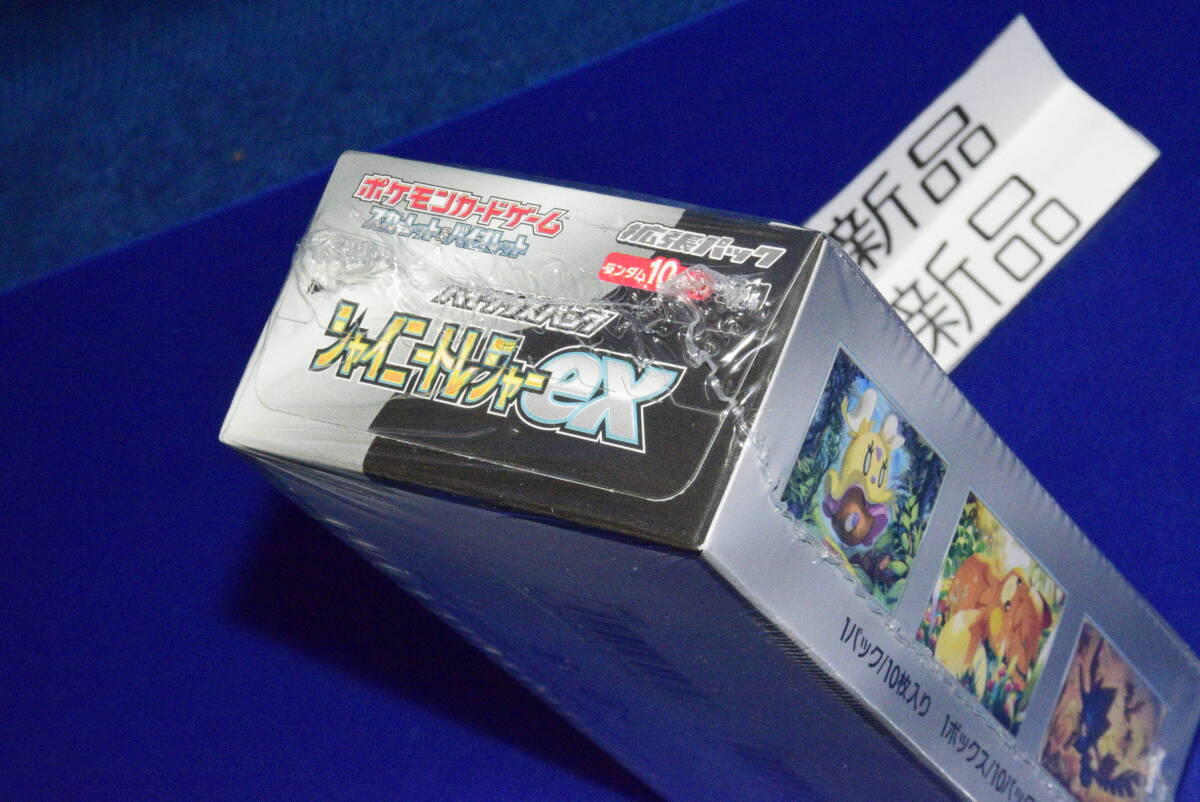 ポケモンカードゲーム
スカーレット&バイオレット
拡張パック
ランダム10
ハイクラスパック
シャイニートレジャーex
1パック/10枚入り 1ボックス/10パッ
新品
新品